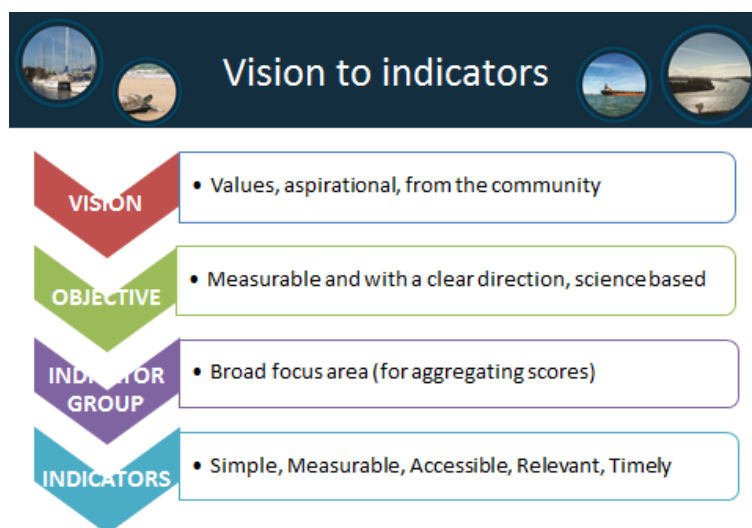 Vision to indicators
VISION
• Values, aspirational, from the community
OBJECTIVE
• Measurable and with a clear direction, science based
INDICATOR
GROUP
• Broad focus area (for aggregating scores)
INDICATORS
• Simple, Measurable, Accessible, Relevant, Timely